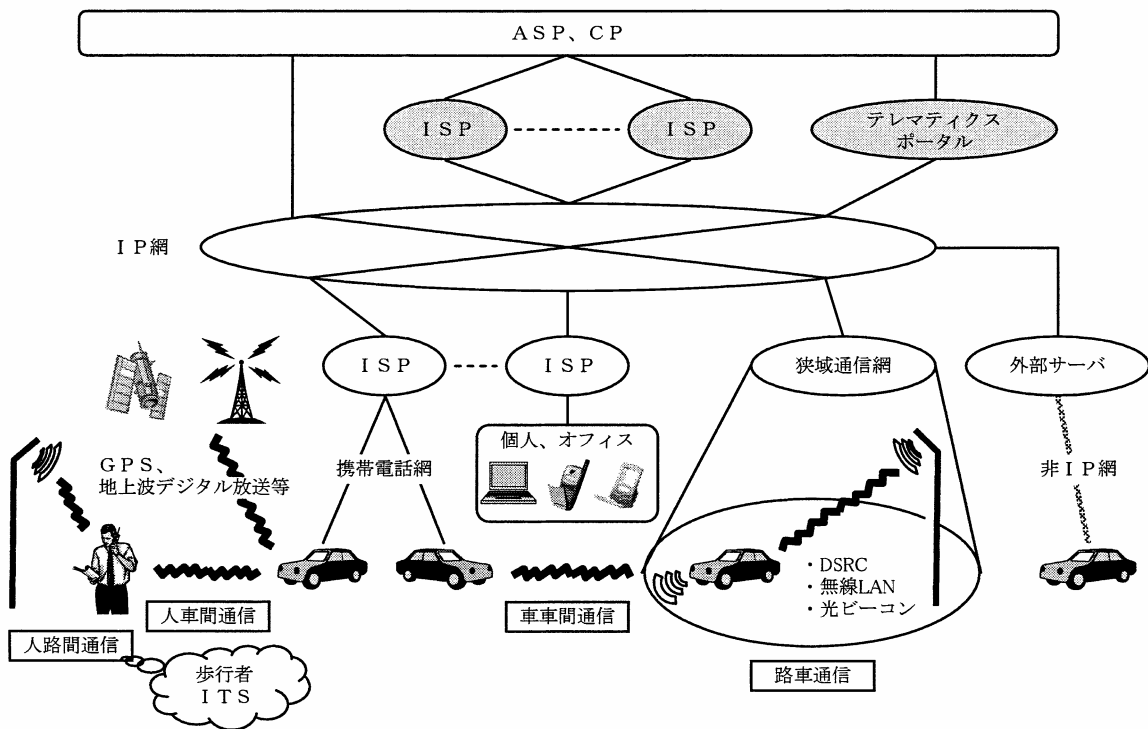 ASP、CP
ISP
ISP
テレマティクス
ポータル
IP網
ISP
ISP
狭域通信網
外部サーバ
個人、オフィス
GPS、
地上波デジタル放送等
携帯電話網
非IP網
・DSRC
・無線LAN
・光ビーコン
人車間通信
車車間通信
人路間通信
路車通信
歩行者
ITS